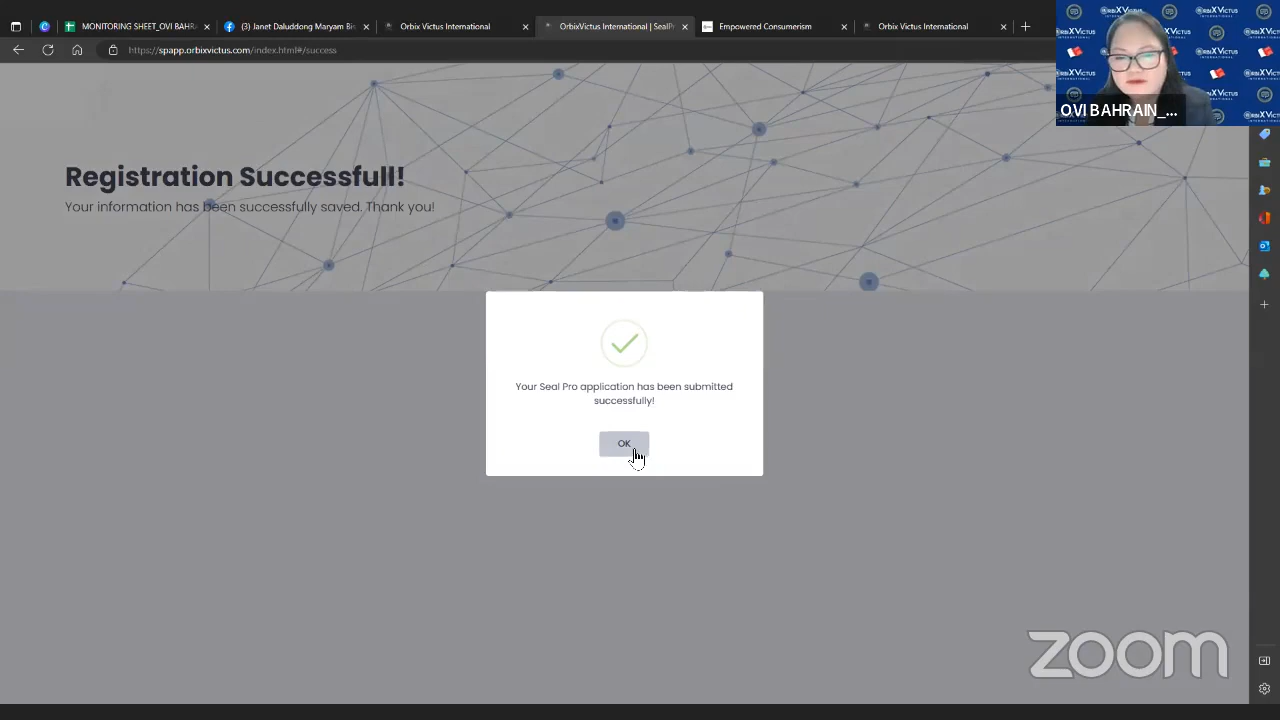 MONITORING SHEET_OVI BAHR
(3) Janet Daluddong Maryam Bi
Orbix Victus International
OrbixVictus International | SealP
Empowered Consumerism
Orbix Victus International
https://spapp.orbixvictus.com/index.html#/success
OVI BAHRAIN_...
Registration Successfull!
Your information has been successfully saved. Thank you!
Your Seal Pro application has been submitted
successfully!
OK
zoom